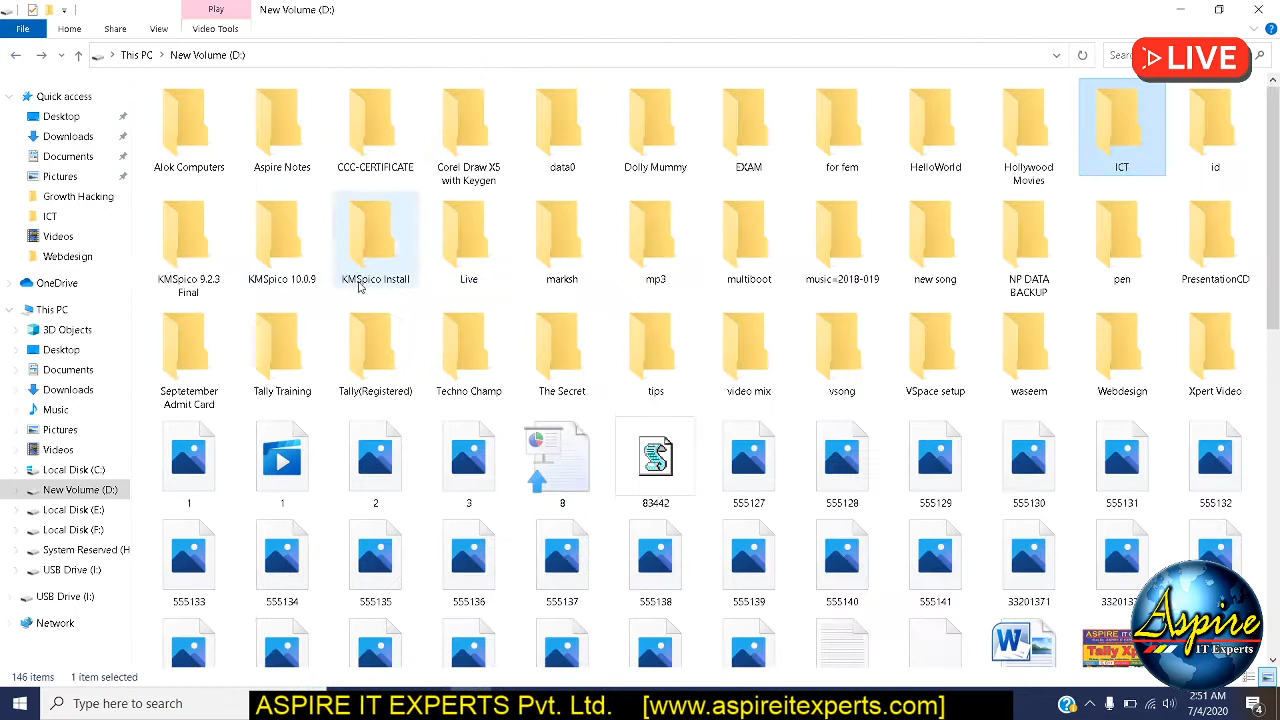 Play
New Volume (D:)
File
Home
Share
View
Video Tools
This PC
New Volume (D:)
LIVE
Quick access
Desktop
Downloads
Documents
Pictures
Growth Hacking
ICT
Videos
Webdesign
OneDrive
This PC
3D Objects
Desktop
Documents
Downloads
Music
Pictures
Videos
Local Disk (C:)
New Volume (D:)
Local Disk (E:)
Local Disk (F:)
System Reserved (H
USB Drive (I:)
USB Drive (I:)
Network
Alok Computers
Aspire Notes
CCC-CERTIFICATE
Corel Draw X5
with Keygen
data0
Dolly Mummy
EXAM
for fem
HelloWorld
Hollywood
Movies
ICT
id
KMSpico 9.2.3
Final
KMSpico 10.0.9
KMSpico Install
Live
marksh
mp3
multiboot
music=2018-019
new song
NP DATA
BACKUP
pen
PresentationCD
Septetember
Admit Card
Tally Training
Tally(Registered)
Techno Champ
The Secret
tips
video mix
vsong
VSpace setup
waseem
Webdesign
Xpert Video
1
1
2
3
8
83442
555127
555128
555129
555130
555131
555132
555133
555134
555135
555136
555137
555138
555139
555140
555141
33201371
Aspire
IT Experts
146 items
1 item selected
Type here to search
ASPIRE IT EXPERTS Pvt. Ltd. [www.aspireitexperts.com]
2:51 AM
7/4/2020